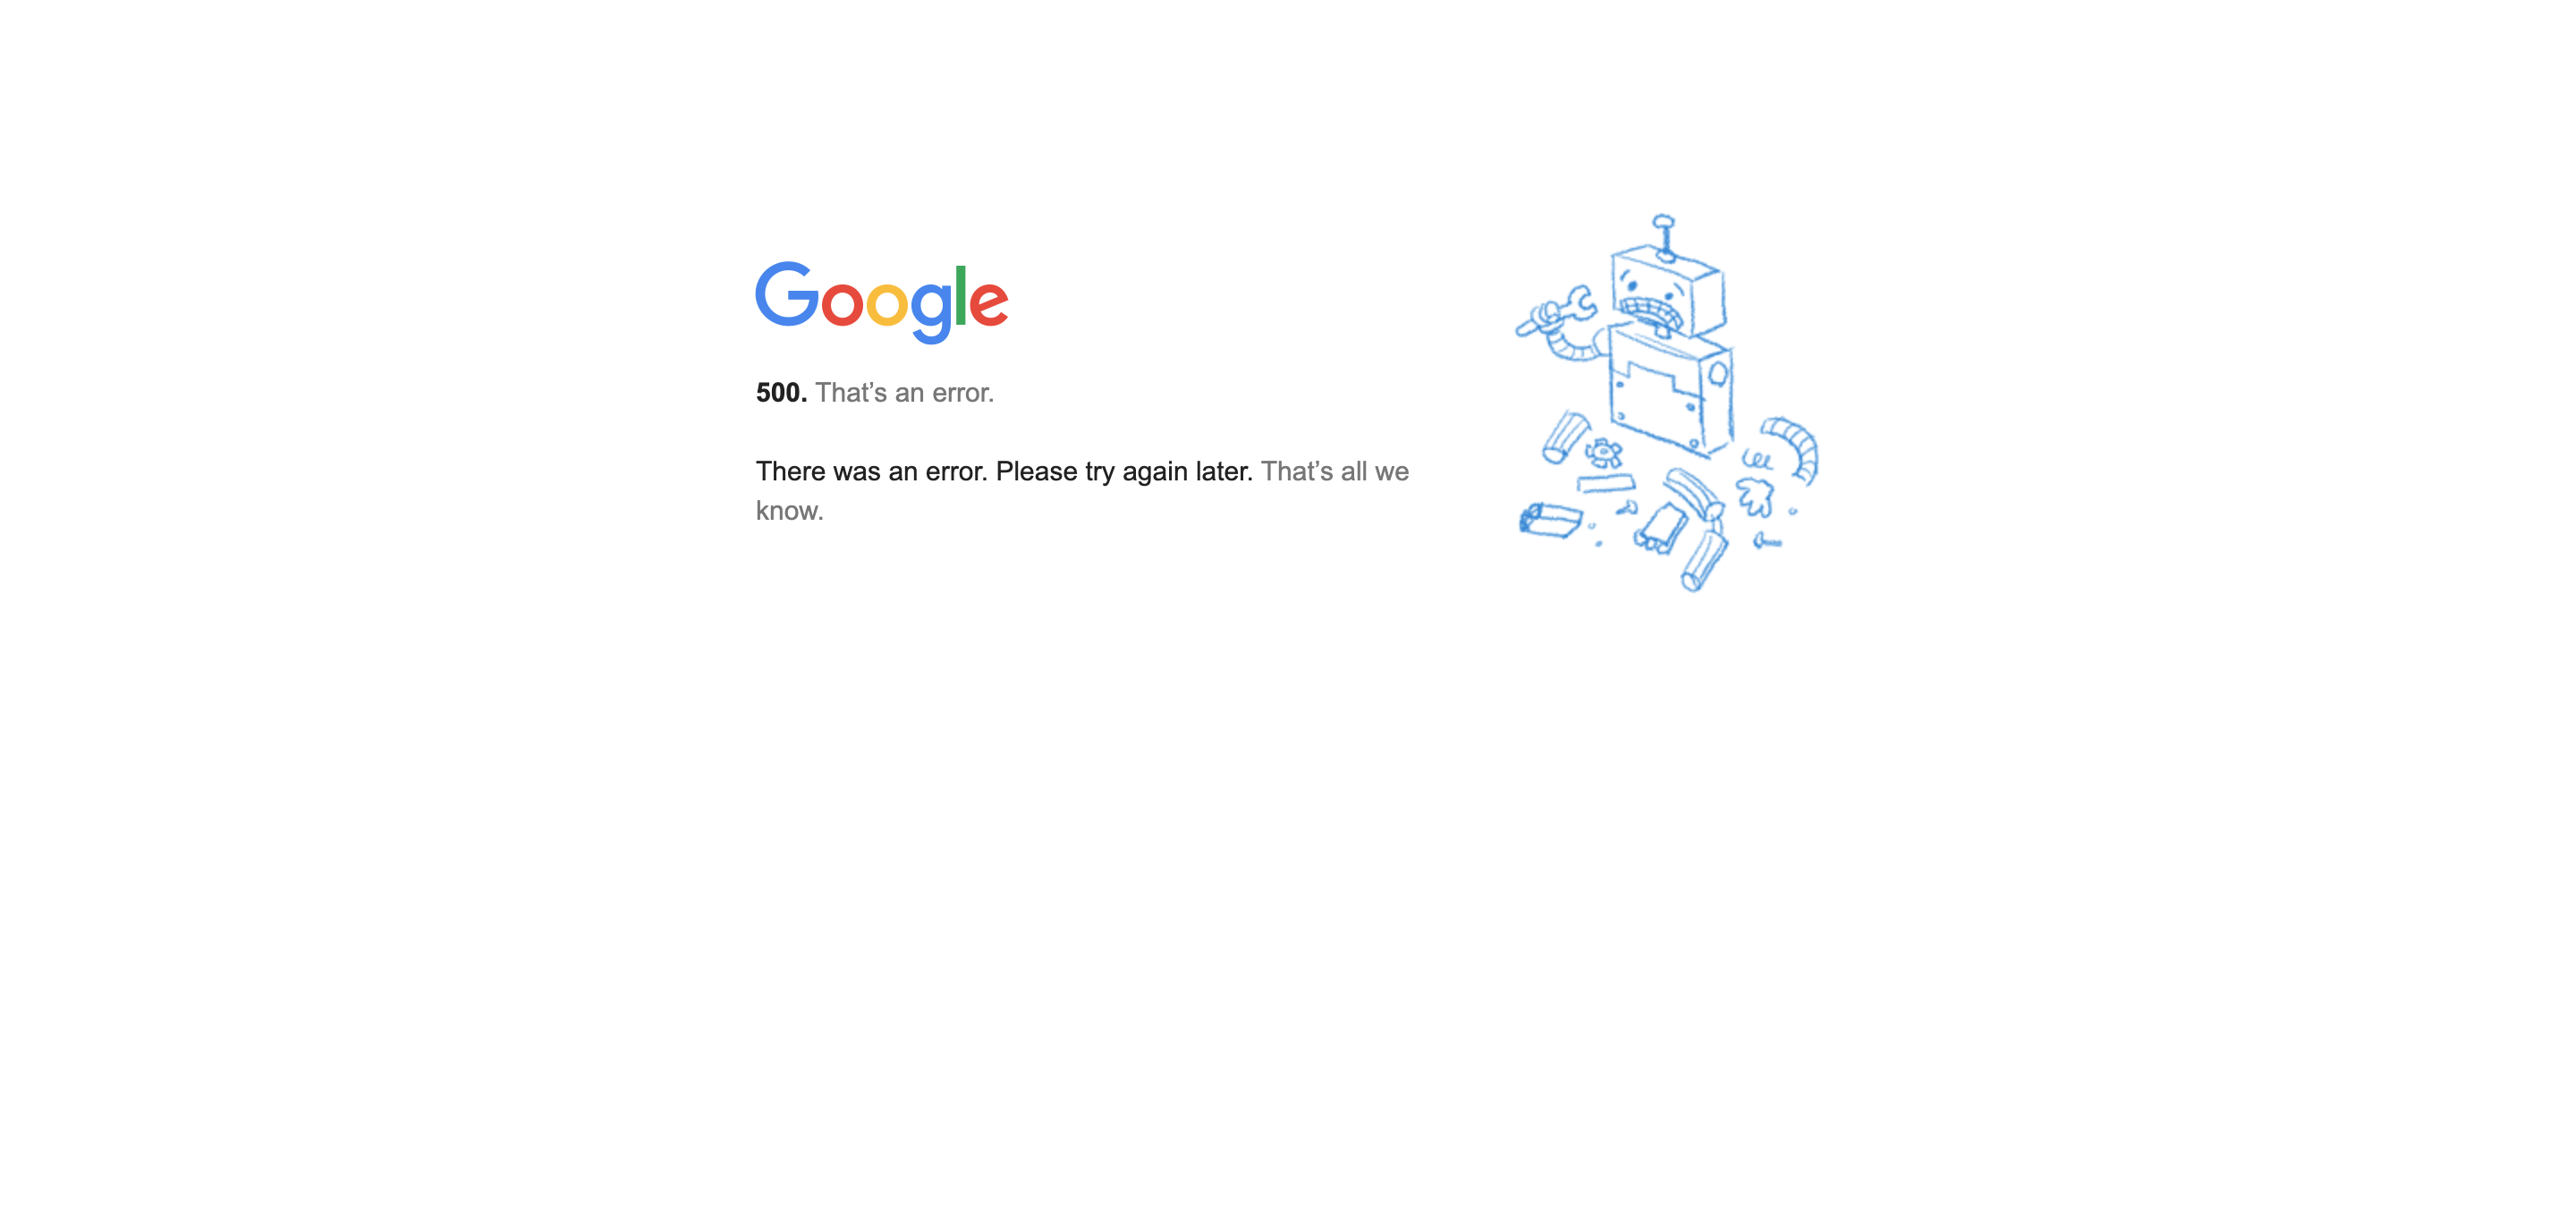 Google
500. That’s an error.
There was an error. Please try again later. That’s all we
know.